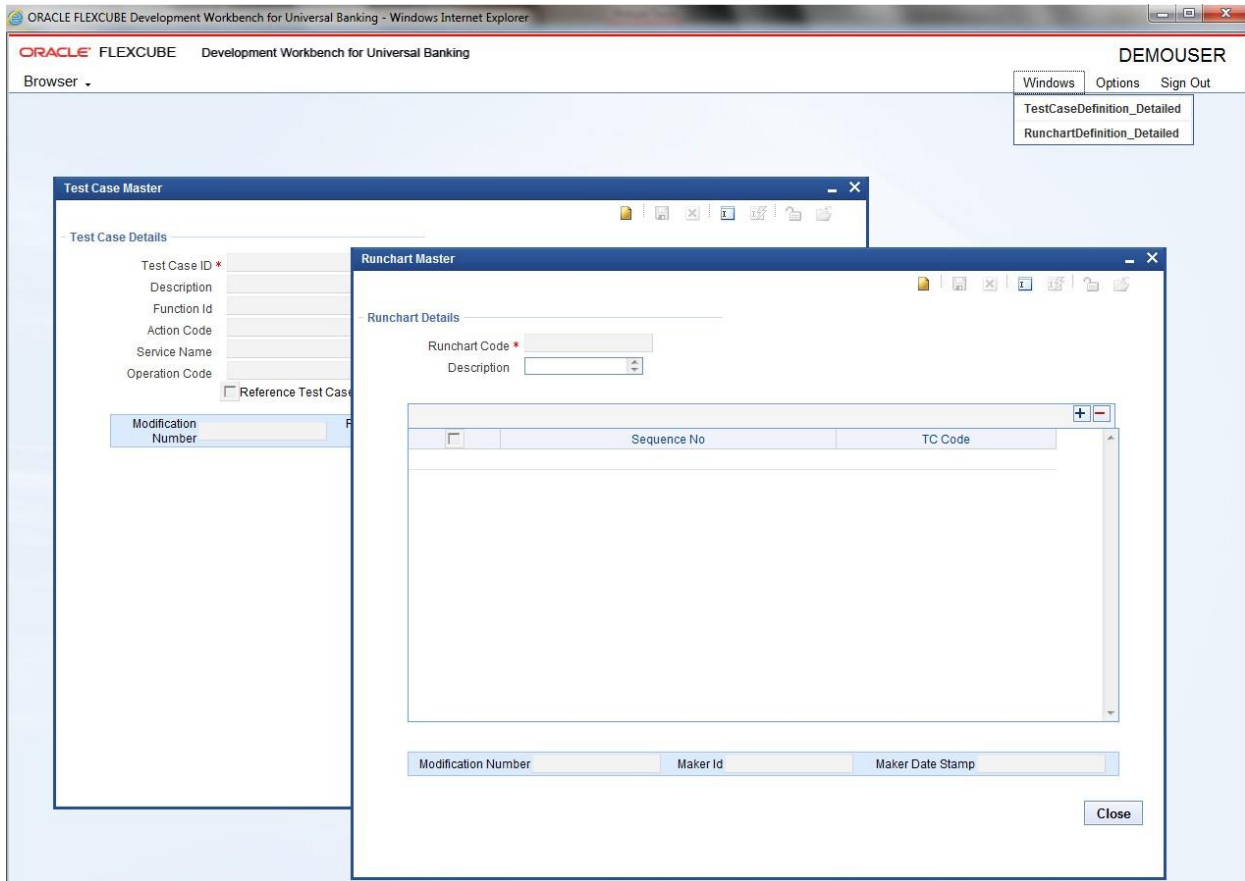 ORACLE FLEXCUBE Development Workbench for Universal Banking - Windows Internet Explorer
ORACLE FLEXCUBE Development Workbench for Universal Banking
DEMOUSER
Browser
Windows Options Sign Out
TestCaseDefinition_Detailed
RunchartDefinition_Detailed
Test Case Master
Test Case Details
Test Case ID *
Description
Function Id
Action Code
Service Name
Operation Code
Reference Test Case
Modification
Number
Runchart Master
Runchart Details
Runchart Code *
Description
Sequence No TC Code
Modification Number Maker Id Maker Date Stamp
Close